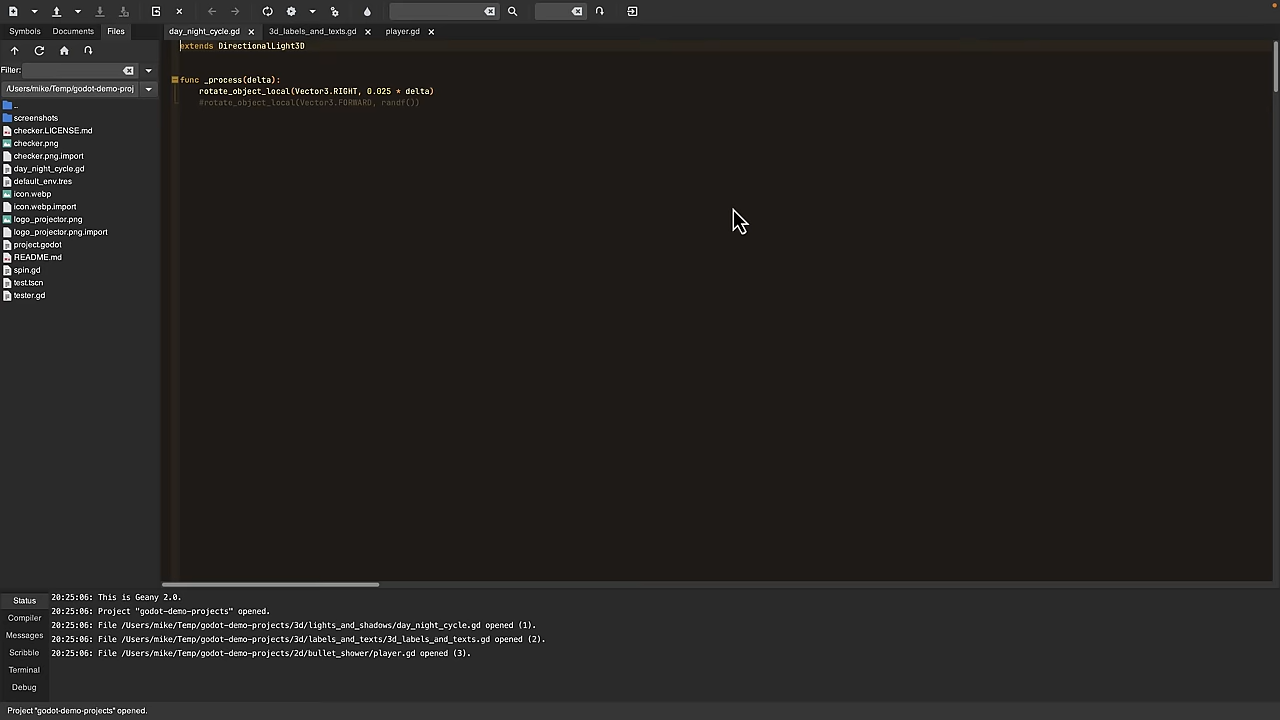 Symbols Documents Files
day_night_cycle.gd 3d_labels_and_texts.gd player.gd
Filter:
/Users/mike/Temp/godot-demo-proj
..
screenshots
checker.LICENSE.md
checker.png
checker.png.import
day_night_cycle.gd
default_env.tres
icon.webp
icon.webp.import
logo_projector.png
logo_projector.png.import
project.godot
README.md
spin.gd
test.tscn
tester.gd
extends DirectionalLight3D
func _process(delta):
rotate_object_local(Vector3.RIGHT, 0.025 * delta)
#rotate_object_local(Vector3.FORWARD, randf())
Status
Compiler
Messages
Scribble
Terminal
Debug
20:25:06: This is Geany 2.0.
20:25:06: Project "godot-demo-projects" opened.
20:25:06: File /Users/mike/Temp/godot-demo-projects/3d/lights_and_shadows/day_night_cycle.gd opened (1).
20:25:06: File /Users/mike/Temp/godot-demo-projects/3d/labels_and_texts/3d_labels_and_texts.gd opened (2).
20:25:06: File /Users/mike/Temp/godot-demo-projects/2d/bullet_shower/player.gd opened (3).
Project "godot-demo-projects" opened.